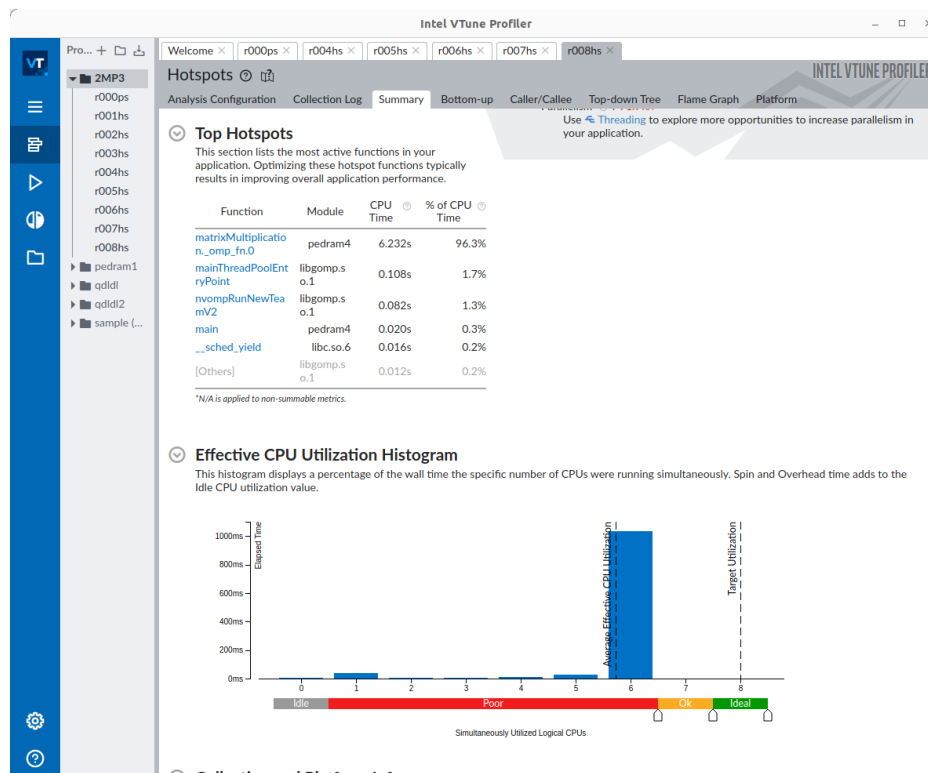 Intel VTune Profiler
Pro...
Welcome × r000ps × r004hs × r005hs × r006hs × r007hs × r008hs ×
VT
2MP3
r000ps
r001hs
r002hs
r003hs
r004hs
r005hs
r006hs
r007hs
r008hs
pedram1
qdldl
qdldl2
sample (...
Hotspots
INTEL VTUNE PROFILER
Analysis Configuration Collection Log Summary Bottom-up Caller/Callee Top-down Tree Flame Graph Platform
Use Threading to explore more opportunities to increase parallelism in
your application.
Top Hotspots
This section lists the most active functions in your
application. Optimizing these hotspot functions typically
results in improving overall application performance.
Function Module CPU Time % of CPU Time
matrixMultiplicatio
n._omp_fn.0 pedram4 6.232s 96.3%
mainThreadPoolEnt
ryPoint libgomp.s
o.1 0.108s 1.7%
nvompRunNewTea
mV2 libgomp.s
o.1 0.082s 1.3%
main pedram4 0.020s 0.3%
__sched_yield libc.so.6 0.016s 0.2%
[Others] libgomp.s
o.1 0.012s 0.2%
*N/A is applied to non-summable metrics.
Effective CPU Utilization Histogram
This histogram displays a percentage of the wall time the specific number of CPUs were running simultaneously. Spin and Overhead time adds to the
Idle CPU utilization value.
Elapsed Time
1000ms
800ms
600ms
400ms
200ms
0ms
Average Effective CPU Utilization
Target Utilization
0 1 2 3 4 5 6 7 8
Idle Poor Ok Ideal
Simultaneously Utilized Logical CPUs